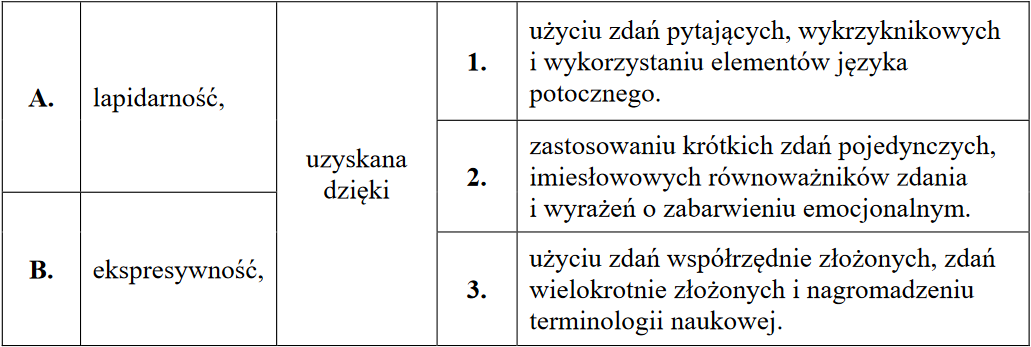 A.
lapidarność,
B.
ekspresywność,
uzyskana
dzięki
1.
użyciu zdań pytających, wykrzyknikowych
i wykorzystaniu elementów języka
potocznego.
2.
zastosowaniu krótkich zdań pojedynczych,
imiesłowowych równoważników zdania
i wyrażeń o zabarwieniu emocjonalnym.
3.
użyciu zdań współrzędnie złożonych, zdań
wielokrotnie złożonych i nagromadzeniu
terminologii naukowej.